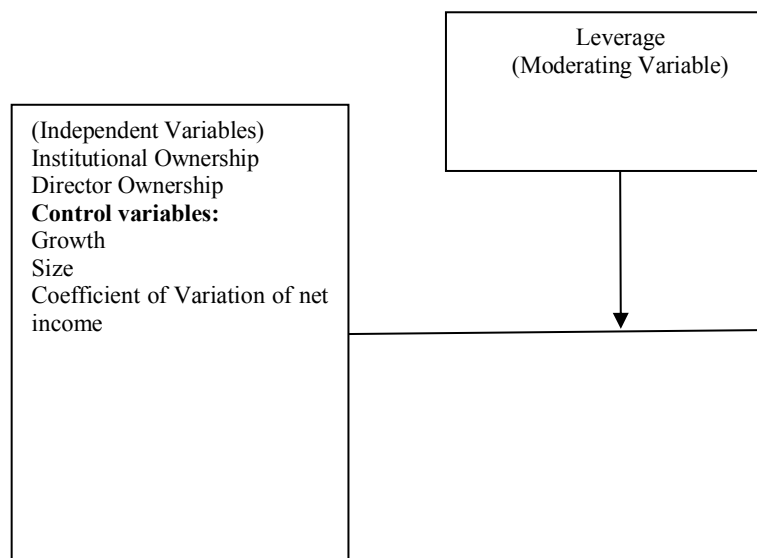 Leverage
(Moderating Variable)
(Independent Variables)
Institutional Ownership
Director Ownership
Control variables:
Growth
Size
Coefficient of Variation of net
income